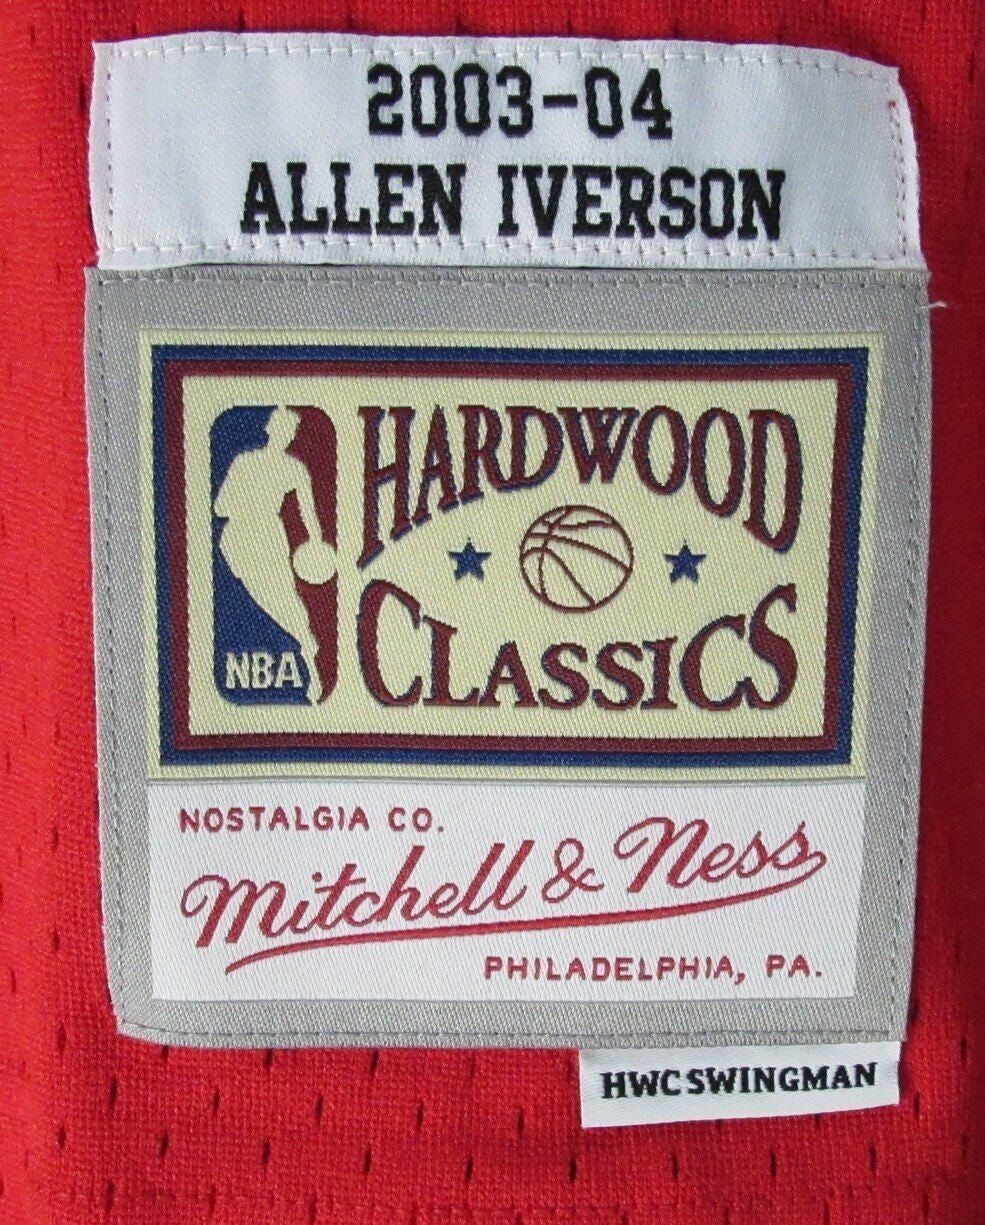 2003-04
ALLEN IVERSON
HARDWOOD
CLASSICS
NBA
NOSTALGIA CO.
Mitchell & Ness
PHILADELPHIA, PA.
HWC SWINGMAN